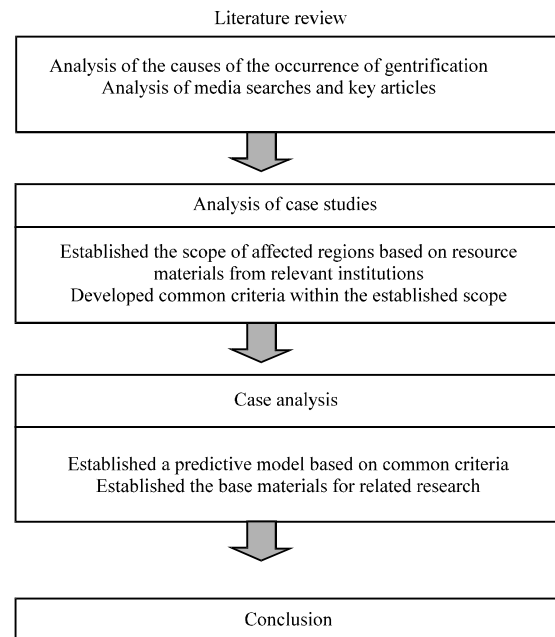 Literature review
Analysis of the causes of the occurrence of gentrification
Analysis of media searches and key articles
Analysis of case studies
Established the scope of affected regions based on resource
materials from relevant institutions
Developed common criteria within the established scope
Case analysis
Established a predictive model based on common criteria
Established the base materials for related research
Conclusion